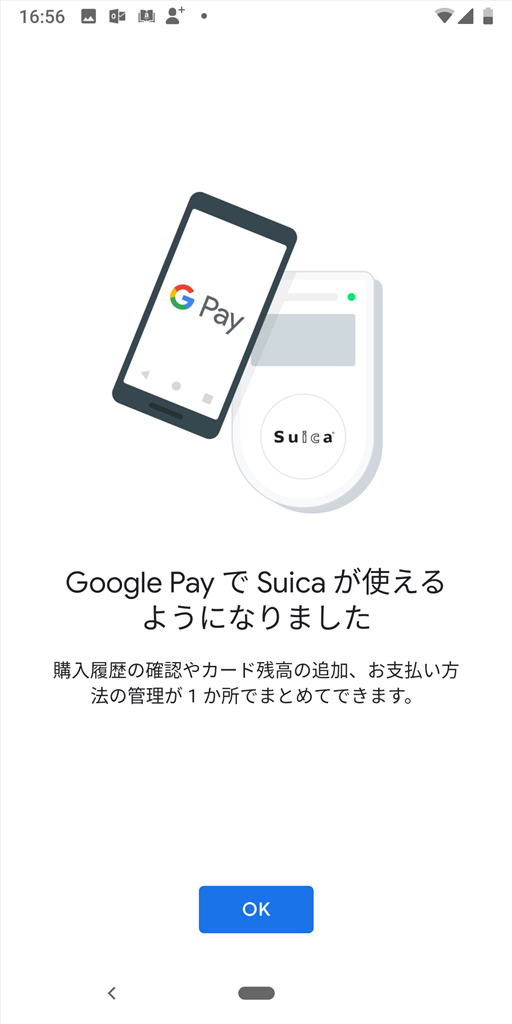 16:56
G Pay
Suica
Google Pay で Suica が使える
ようになりました
購入履歴の確認やカード残高の追加、お支払い方
法の管理が 1 か所でまとめてできます。
OK